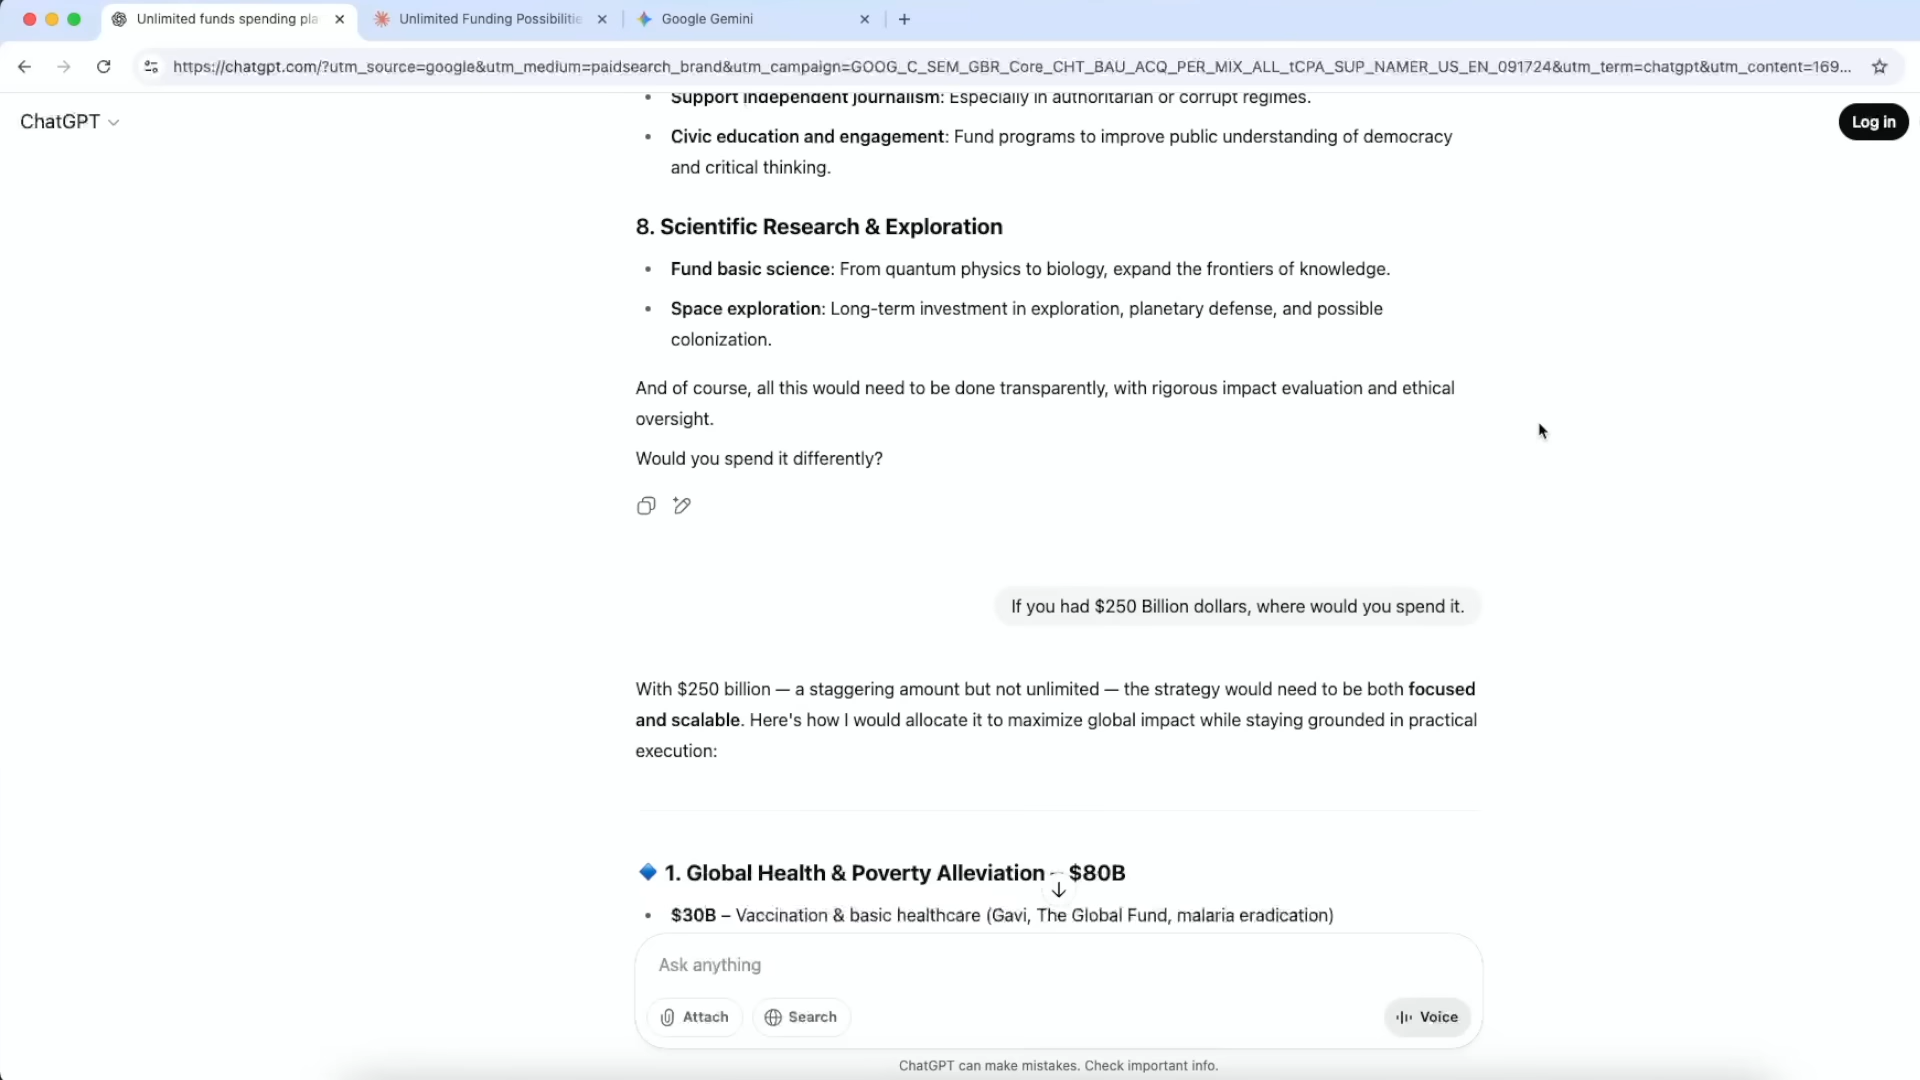 Unlimited funds spending pla
Unlimited Funding Possibilitie
Google Gemini
https://chatgpt.com/?utm_source=google&utm_medium=paidsearch_brand&utm_campaign=GOOG_C_SEM_GBR_Core_CHT_BAU_ACQ_PER_MIX_ALL_tCPA_SUP_NAMER_US_EN_091724&utm_term=chatgpt&utm_content=169...
ChatGPT
Log in
• Support independent journalism: Especially in authoritarian or corrupt regimes.
• Civic education and engagement: Fund programs to improve public understanding of democracy
and critical thinking.
8. Scientific Research & Exploration
• Fund basic science: From quantum physics to biology, expand the frontiers of knowledge.
• Space exploration: Long-term investment in exploration, planetary defense, and possible
colonization.
And of course, all this would need to be done transparently, with rigorous impact evaluation and ethical
oversight.
Would you spend it differently?
If you had $250 Billion dollars, where would you spend it.
With $250 billion — a staggering amount but not unlimited — the strategy would need to be both focused
and scalable. Here's how I would allocate it to maximize global impact while staying grounded in practical
execution:
1. Global Health & Poverty Alleviation – $80B
• $30B – Vaccination & basic healthcare (Gavi, The Global Fund, malaria eradication)
Ask anything
Attach
Search
Voice
ChatGPT can make mistakes. Check important info.